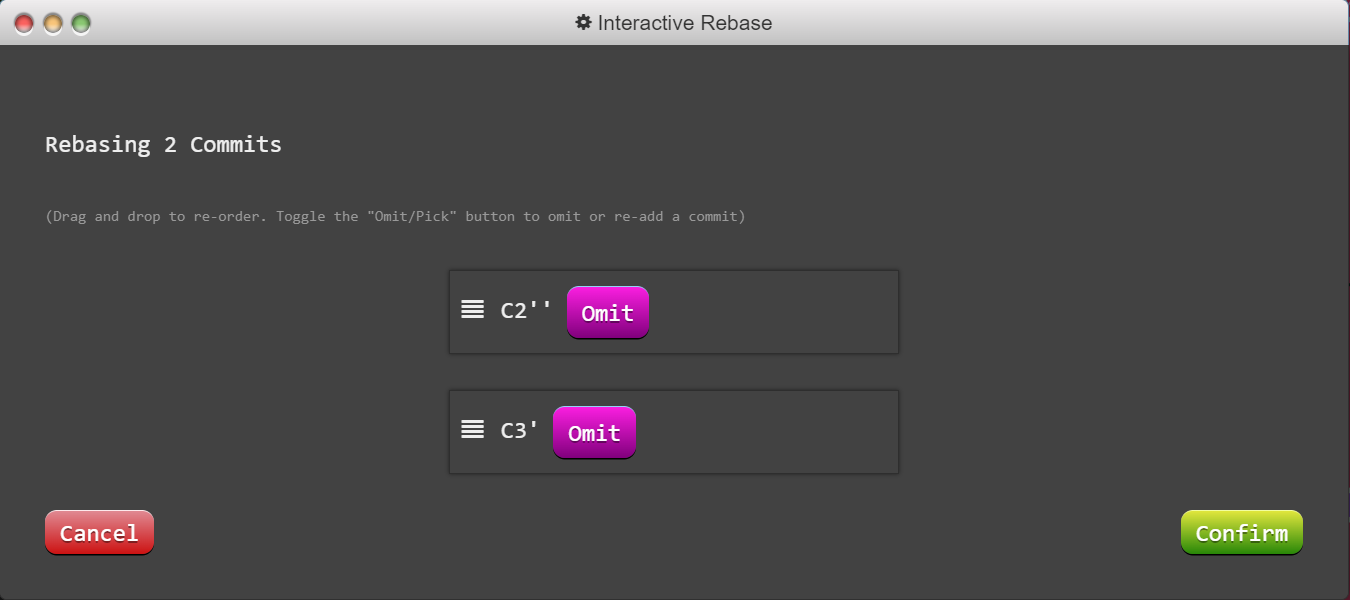 Interactive Rebase
Rebasing 2 Commits
(Drag and drop to re-order. Toggle the "Omit/Pick" button to omit or re-add a commit)
C2'' Omit
C3' Omit
Cancel Confirm